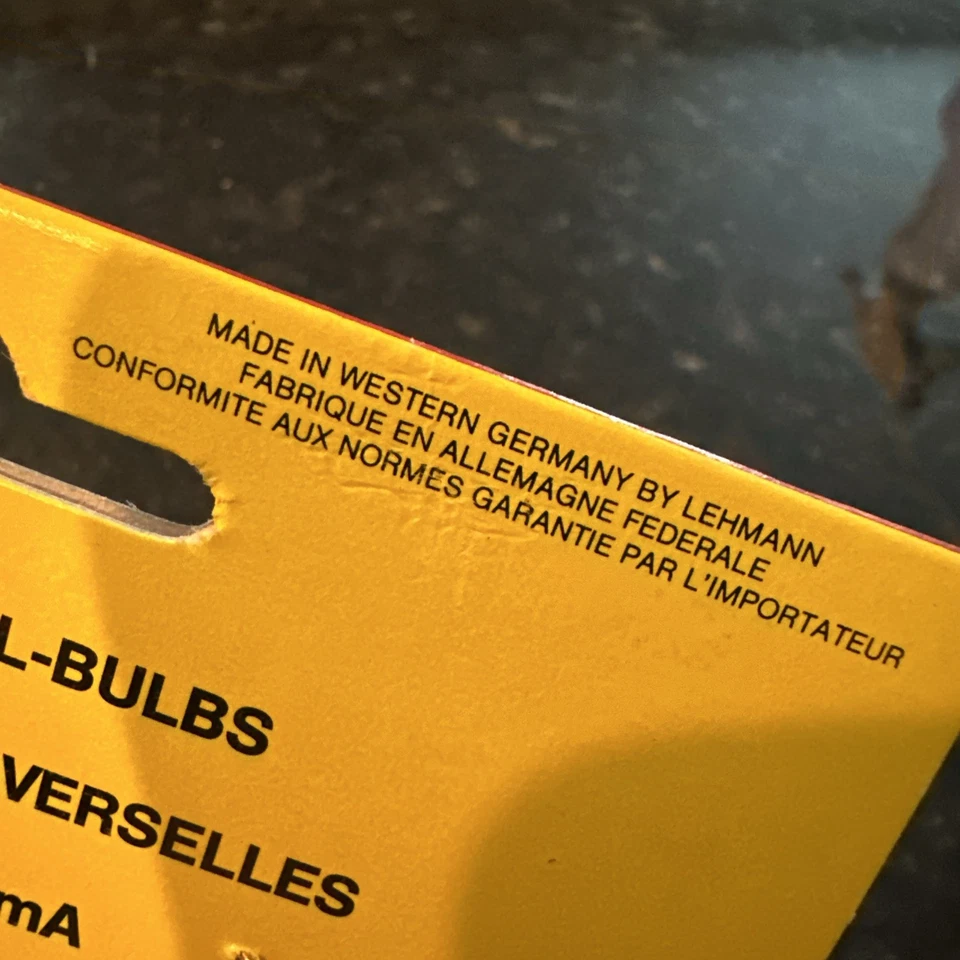 MADE IN WESTERN GERMANY BY LEHMANN
FABRIQUE EN ALLEMAGNE FEDERALE
CONFORMITE AUX NORMES GARANTIE PAR L'IMPORTATEUR
L-BULBS
VERSELLES
mA